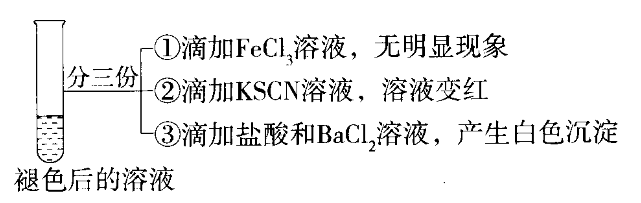 ①滴加FeCl₃溶液，无明显现象
分三份
②滴加KSCN溶液，溶液变红
③滴加盐酸和BaCl₂溶液，产生白色沉淀
褪色后的溶液